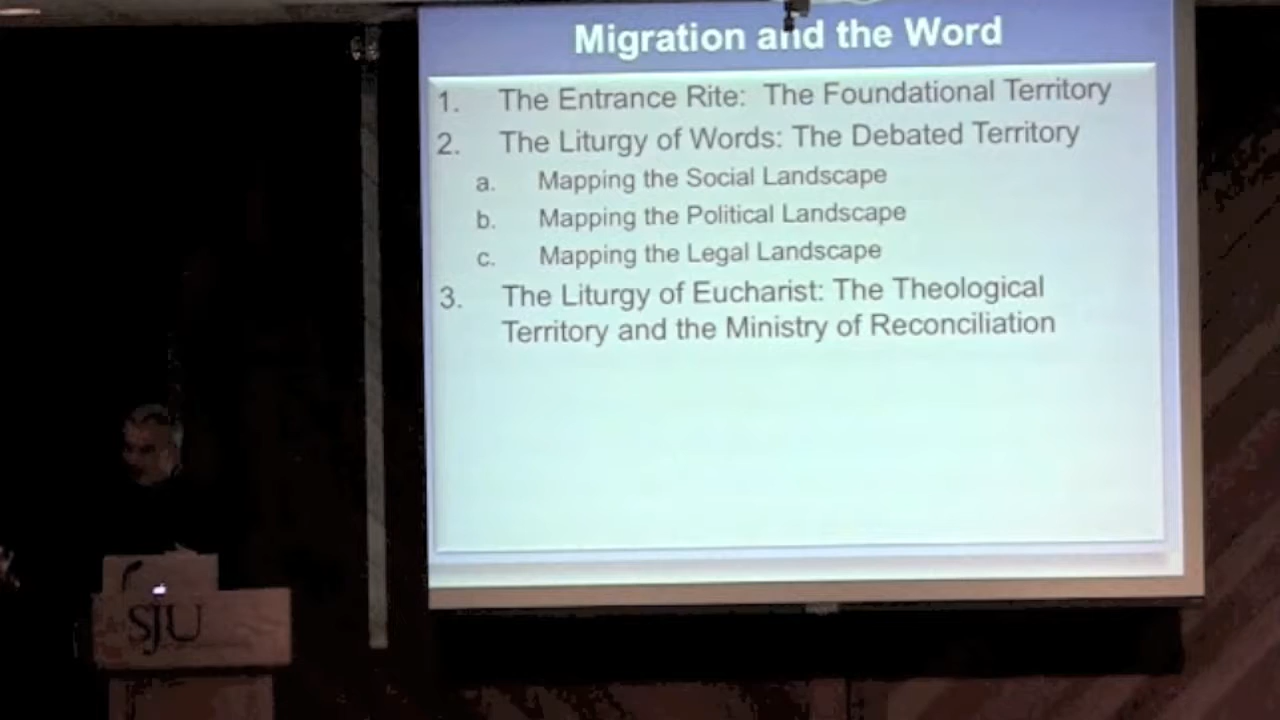 Migration and the Word
1. The Entrance Rite: The Foundational Territory
2. The Liturgy of Words: The Debated Territory
a. Mapping the Social Landscape
b. Mapping the Political Landscape
c. Mapping the Legal Landscape
3. The Liturgy of Eucharist: The Theological
Territory and the Ministry of Reconciliation
SJU